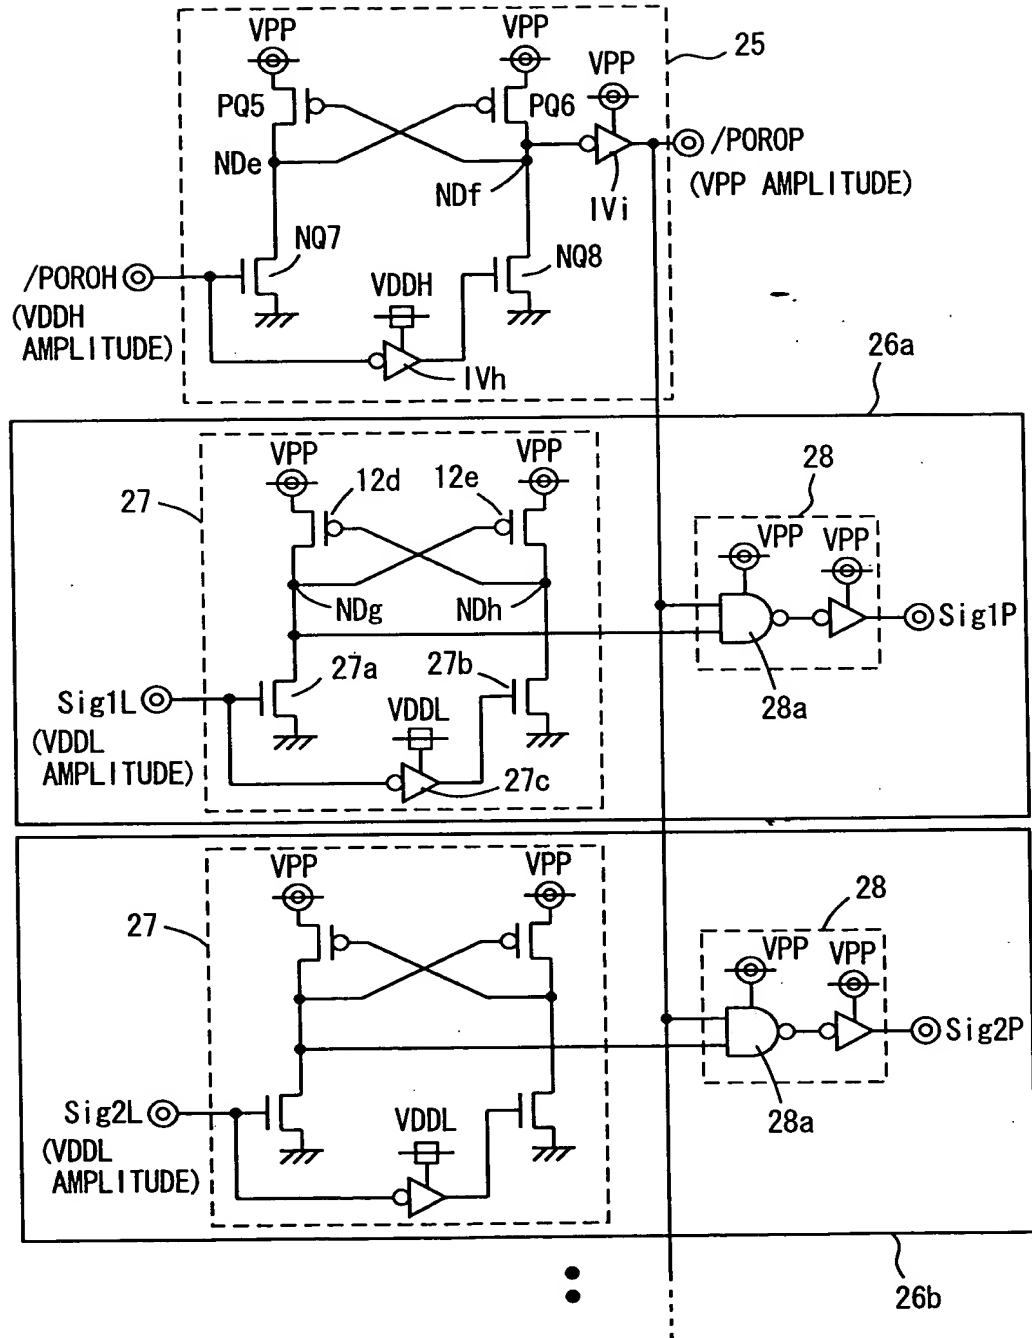 VPP
VPP
VPP
25
PQ5
PQ6
/POROP
(VPP AMPLITUDE)
NDe
NDf
IVi
NQ7
NQ8
/POROH
(VDDH
AMPLITUDE)
VDDH
IVh
26a
VPP
VPP
27
12d
12e
28
VPP
VPP
NDg
NDh
Sig1P
27a
27b
28a
Sig1L
(VDDL
AMPLITUDE)
VDDL
27c
VPP
VPP
27
28
VPP
VPP
Sig2P
28a
Sig2L
(VDDL
AMPLITUDE)
VDDL
26b